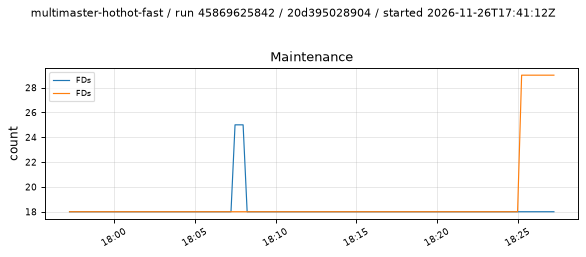 multimaster-hothot-fast / run 45869625842 / 20d395028904 / started 2026-11-26T17:41:12Z
Maintenance
FDs
FDs
count
28
26
24
22
20
18
18:00
18:05
18:10
18:15
18:20
18:25